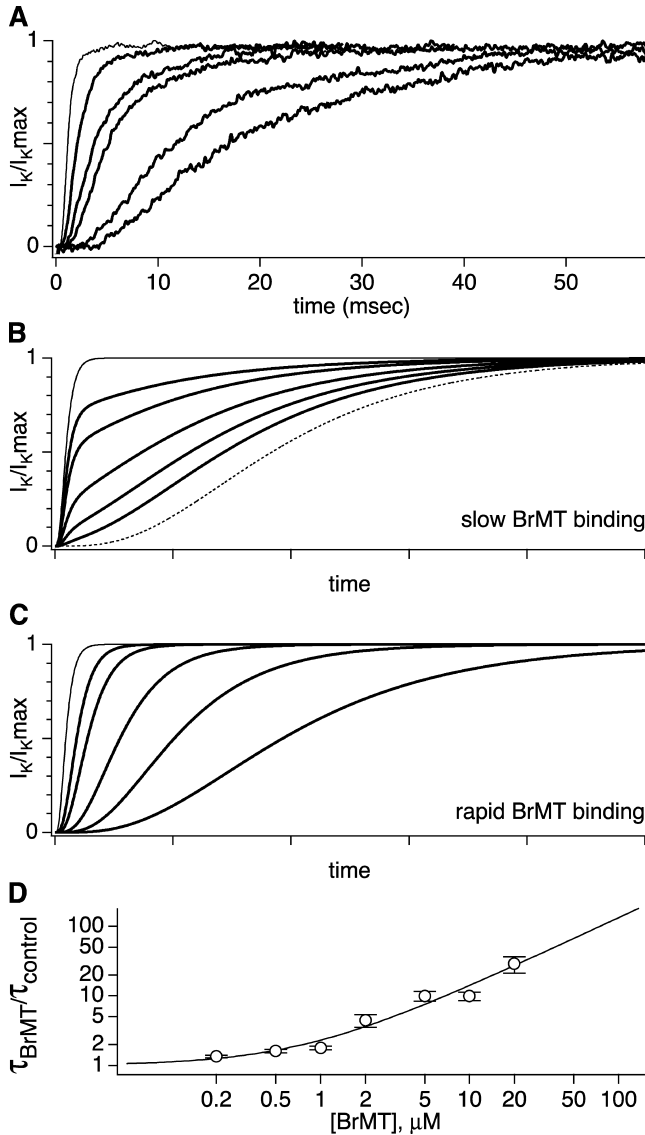 A
1
I_K/I_Kmax
0
0 10 20 30 40 50
time (msec)
B
1
I_K/I_Kmax
0
slow BrMT binding
time
C
1
I_K/I_Kmax
0
rapid BrMT binding
time
D
100
50
20
10
5
2
1
τ_BrMT/τ_control
0.2 0.5 1 2 5 10 20 50 100
[BrMT], μM